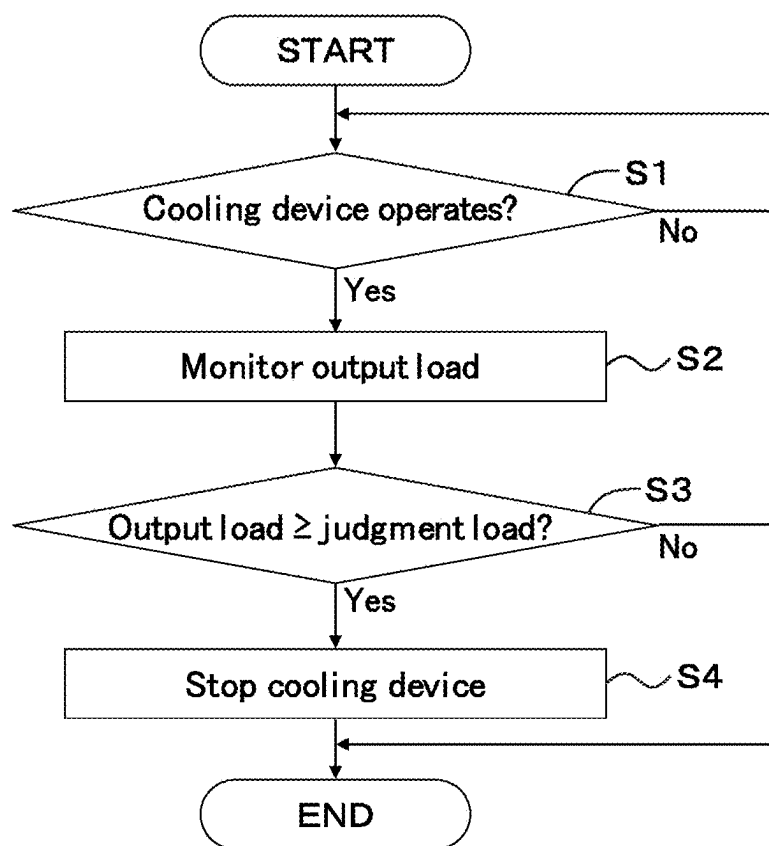 START
Cooling device operates?
S1
No
Yes
Monitor output load
S2
Output load ≥ judgment load?
S3
No
Yes
Stop cooling device
S4
END